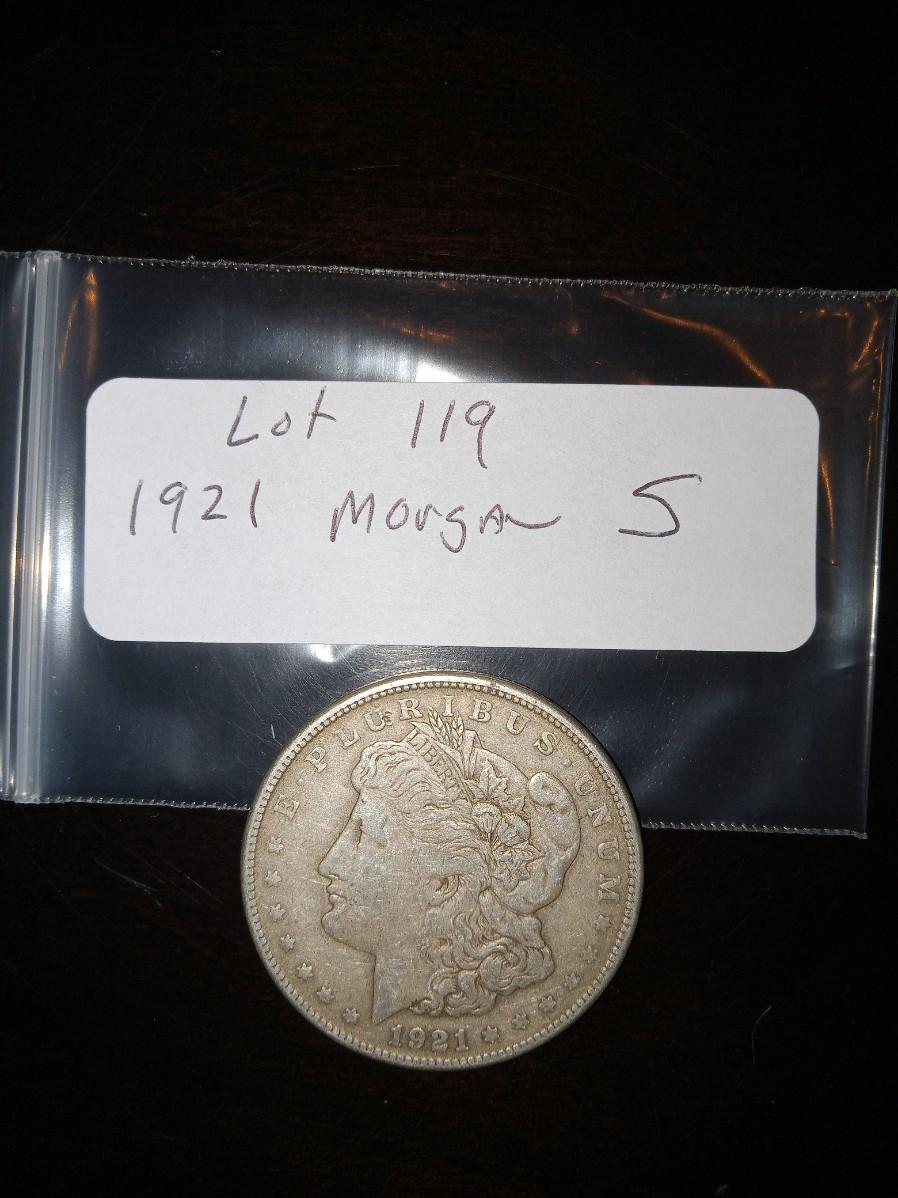 Lot 119
1921 Morgan S
E · PLURIBUS · UNUM
LIBERTY
1921